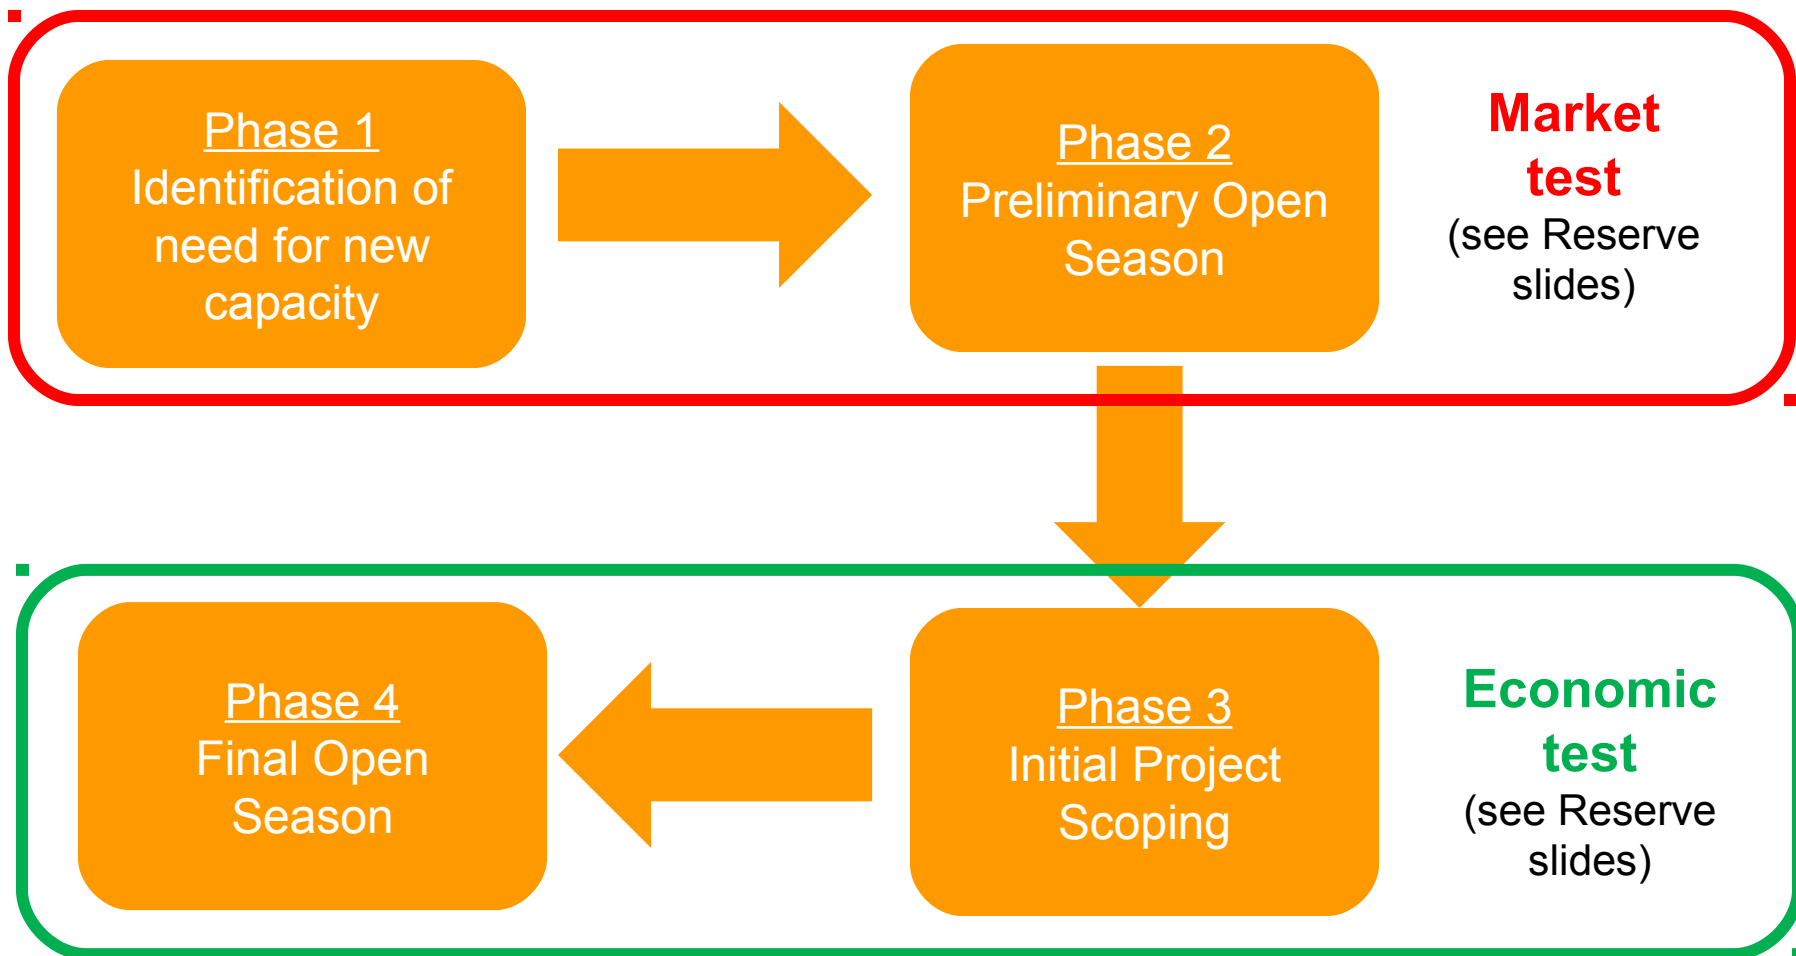 Phase 1
Identification of
need for new
capacity
Phase 2
Preliminary Open
Season
Market
test
(see Reserve
slides)
Phase 4
Final Open
Season
Phase 3
Initial Project
Scoping
Economic
test
(see Reserve
slides)